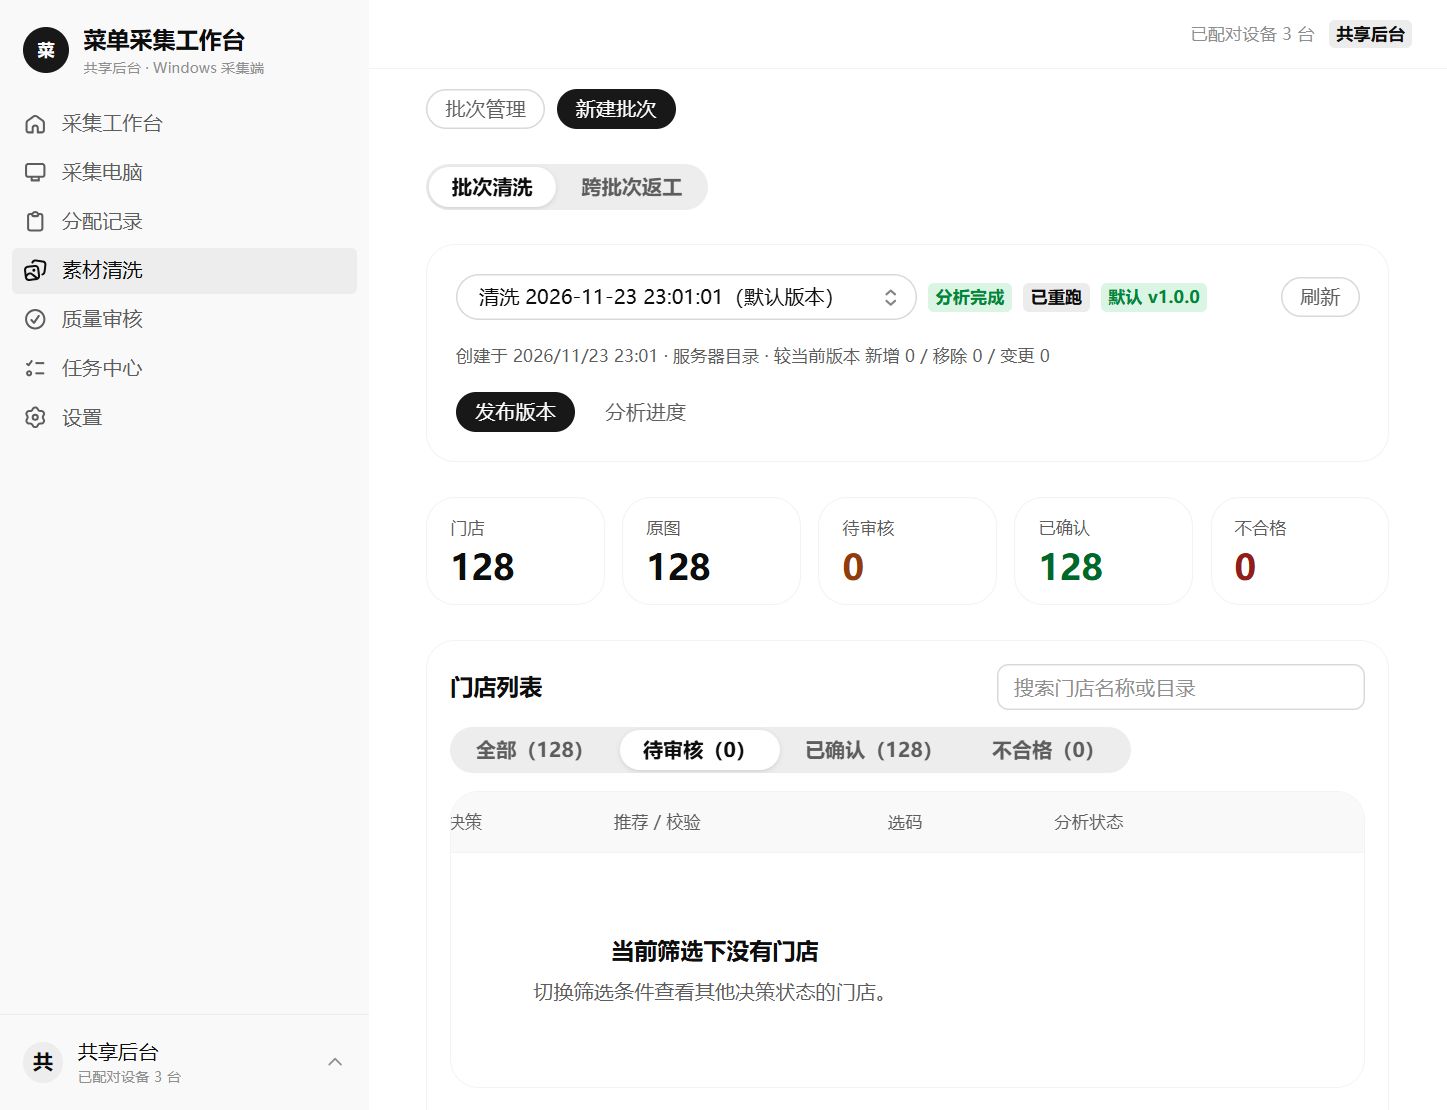 菜
菜单采集工作台
共享后台 · Windows 采集端
采集工作台
采集电脑
分配记录
素材清洗
质量审核
任务中心
设置
共
共享后台
已配对设备 3 台
已配对设备 3 台 共享后台
批次管理 新建批次
批次清洗 跨批次返工
清洗 2026-11-23 23:01:01（默认版本） 分析完成 已重跑 默认 v1.0.0 刷新
创建于 2026/11/23 23:01 · 服务器目录 · 较当前版本 新增 0 / 移除 0 / 变更 0
发布版本 分析进度
门店 原图 待审核 已确认 不合格
128 128 0 128 0
门店列表 搜索门店名称或目录
全部（128） 待审核（0） 已确认（128） 不合格（0）
决策 推荐 / 校验 选码 分析状态
当前筛选下没有门店
切换筛选条件查看其他决策状态的门店。